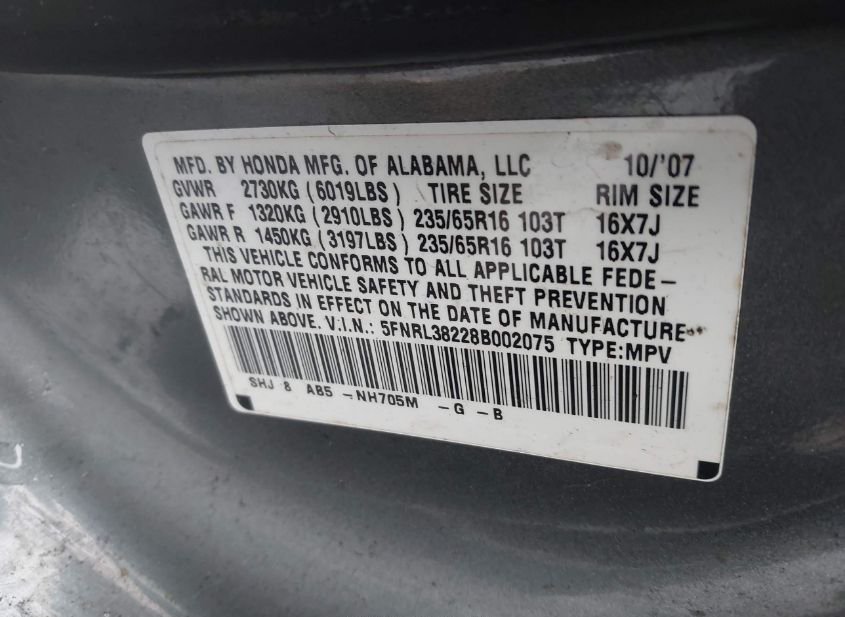 MFD. BY HONDA MFG. OF ALABAMA, LLC 10/'07
GVWR 2730KG (6019LBS) TIRE SIZE RIM SIZE
GAWR F 1320KG (2910LBS) 235/65R16 103T 16X7J
GAWR R 1450KG (3197LBS) 235/65R16 103T 16X7J
THIS VEHICLE CONFORMS TO ALL APPLICABLE FEDE-
RAL MOTOR VEHICLE SAFETY AND THEFT PREVENTION
STANDARDS IN EFFECT ON THE DATE OF MANUFACTURE
SHOWN ABOVE. V.I.N.: 5FNRL38228B002075 TYPE:MPV
SHJ 8 AB5 -NH705M -G -B